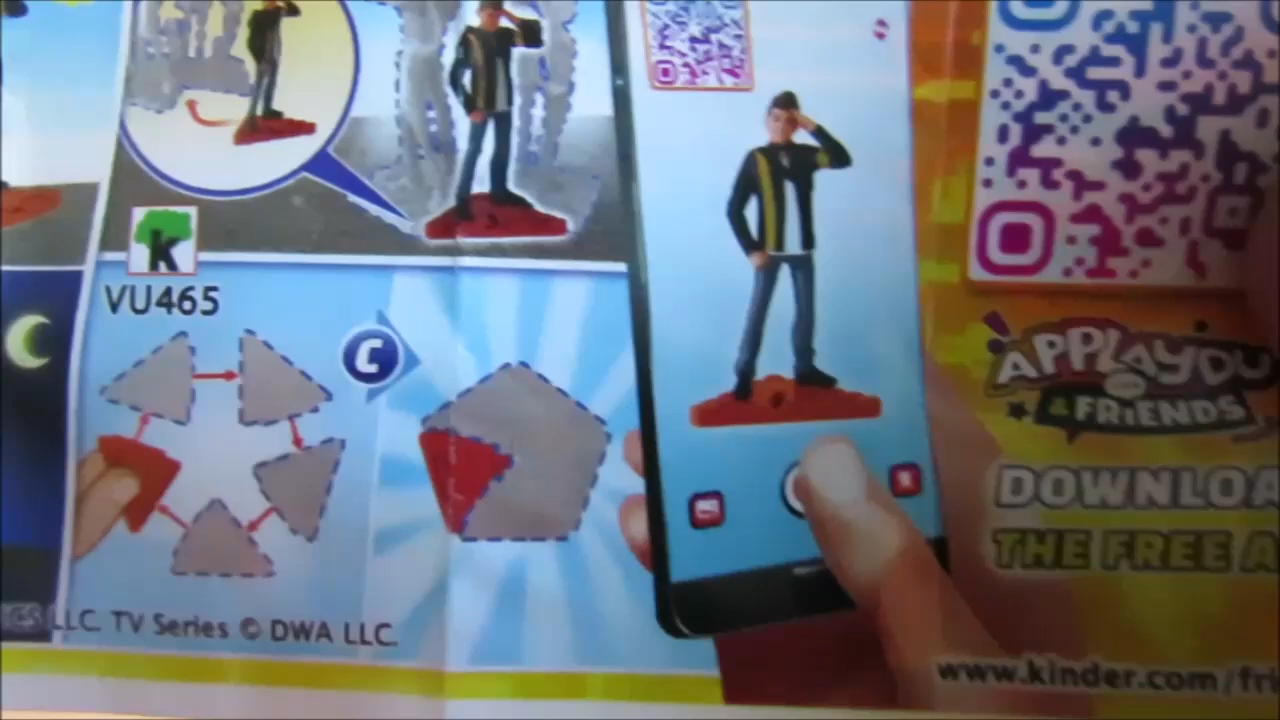 k
VU465
C
LLC. TV Series © DWA LLC.
APPLAYDU
& FRiENDS
DOWNLOA
THE FREE A
www.kinder.com/fri